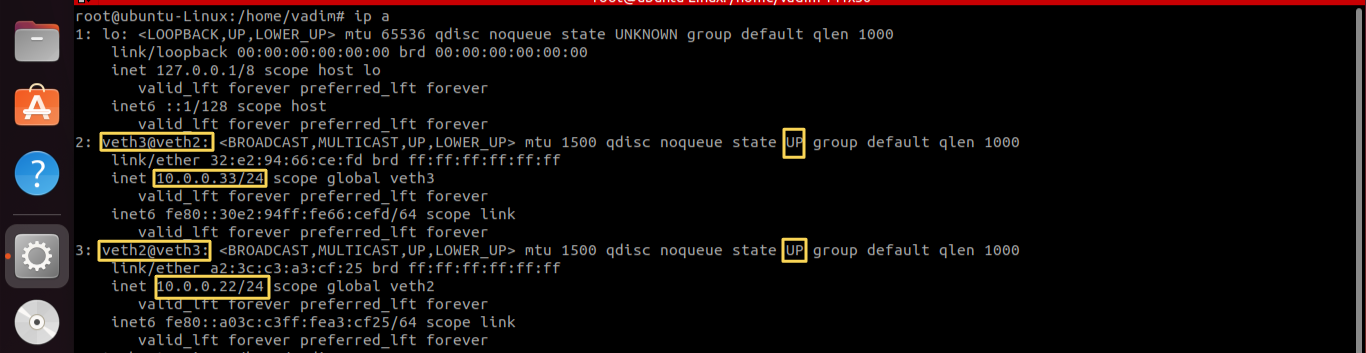 root@ubuntu-Linux:/home/vadim# ip a
1: lo: <LOOPBACK,UP,LOWER_UP> mtu 65536 qdisc noqueue state UNKNOWN group default qlen 1000
link/loopback 00:00:00:00:00:00 brd 00:00:00:00:00:00
inet 127.0.0.1/8 scope host lo
valid_lft forever preferred_lft forever
inet6 ::1/128 scope host
valid_lft forever preferred_lft forever
2: veth3@veth2: <BROADCAST,MULTICAST,UP,LOWER_UP> mtu 1500 qdisc noqueue state UP group default qlen 1000
link/ether 32:e2:94:66:ce:fd brd ff:ff:ff:ff:ff:ff
inet 10.0.0.33/24 scope global veth3
valid_lft forever preferred_lft forever
inet6 fe80::30e2:94ff:fe66:cefd/64 scope link
valid_lft forever preferred_lft forever
3: veth2@veth3: <BROADCAST,MULTICAST,UP,LOWER_UP> mtu 1500 qdisc noqueue state UP group default qlen 1000
link/ether a2:3c:c3:a3:cf:25 brd ff:ff:ff:ff:ff:ff
inet 10.0.0.22/24 scope global veth2
valid_lft forever preferred_lft forever
inet6 fe80::a03c:c3ff:fea3:cf25/64 scope link
valid_lft forever preferred_lft forever